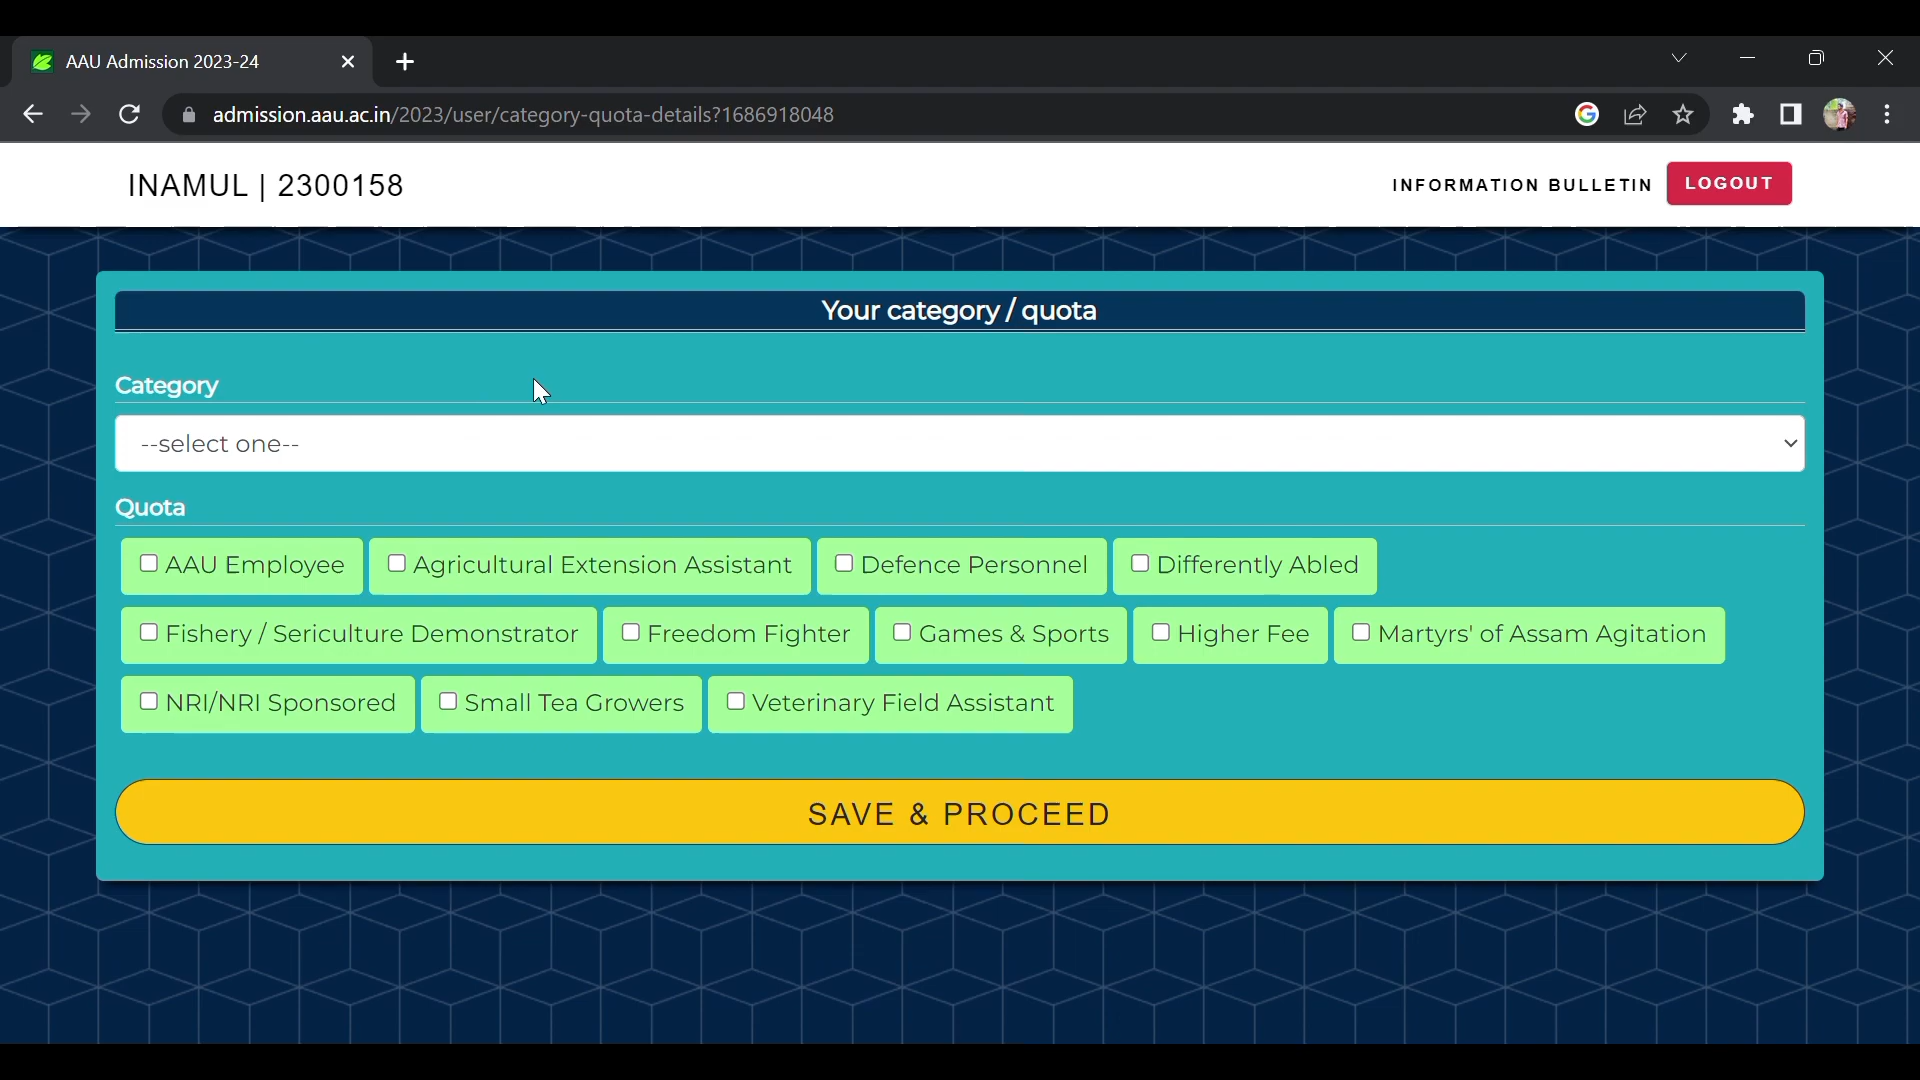 AAU Admission 2023-24
admission.aau.ac.in/2023/user/category-quota-details?1686918048
INAMUL | 2300158
INFORMATION BULLETIN
LOGOUT
Your category / quota
Category
--select one--
Quota
AAU Employee Agricultural Extension Assistant Defence Personnel Differently Abled
Fishery / Sericulture Demonstrator Freedom Fighter Games & Sports Higher Fee Martyrs' of Assam Agitation
NRI/NRI Sponsored Small Tea Growers Veterinary Field Assistant
SAVE & PROCEED